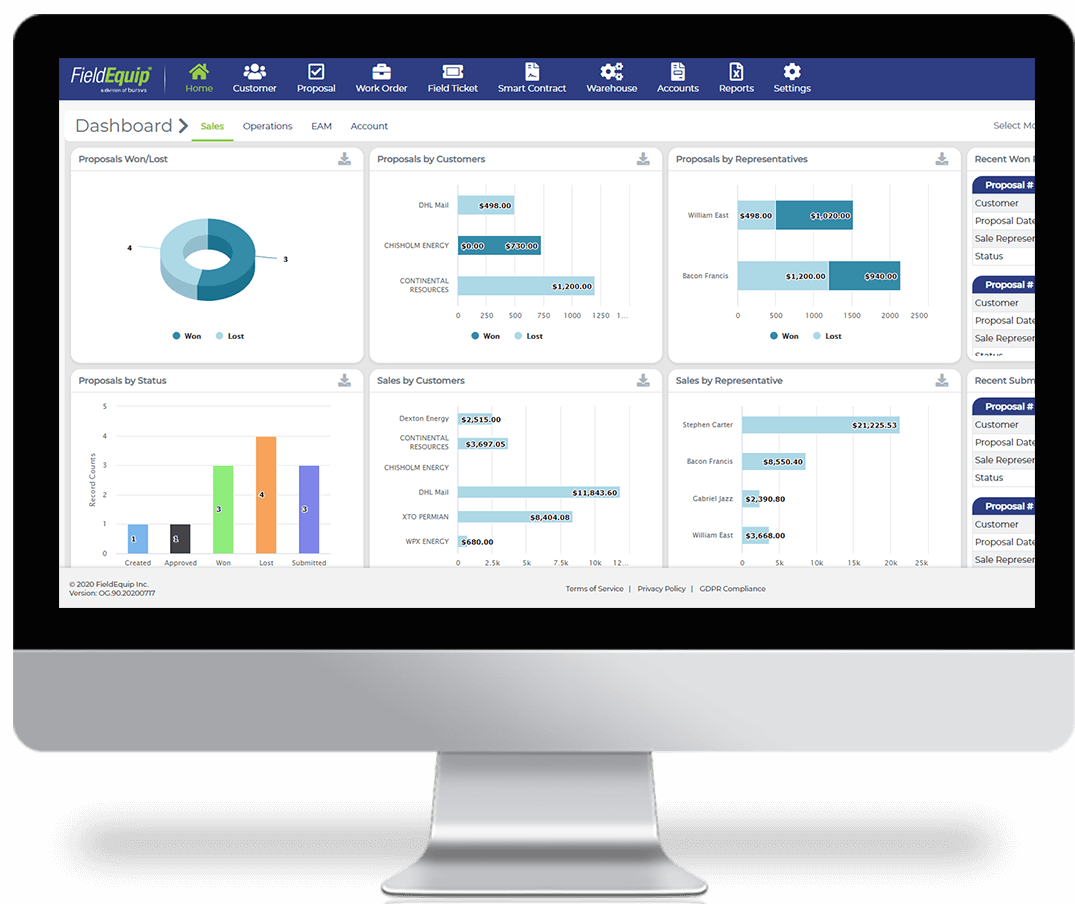 FieldEquip
a division of bursys
Home
Customer
Proposal
Work Order
Field Ticket
Smart Contract
Warehouse
Accounts
Reports
Settings
Dashboard
Sales
Operations
EAM
Account
Select Mo
Proposals Won/Lost
4
3
Won
Lost
Proposals by Customers
DHL Mail
$498.00
CHISHOLM ENERGY
$0.00
$730.00
CONTINENTAL
RESOURCES
$1,200.00
0 250 500 750 1000 1250 1...
Won
Lost
Proposals by Representatives
William East
$498.00
$1,020.00
Bacon Francis
$1,200.00
$940.00
0 500 1000 1500 2000 2500
Won
Lost
Recent Won
Proposal #
Customer
Proposal Date
Sale Represen
Status
Proposal #
Customer
Proposal Date
Sale Represen
Status
Proposals by Status
Record Counts
5
4
3
2
1
0
1
1
3
4
3
Created
Approved
Won
Lost
Submitted
Sales by Customers
Dexton Energy
$2,515.00
CONTINENTAL
RESOURCES
$3,697.05
CHISHOLM ENERGY
DHL Mail
$11,843.60
XTO PERMIAN
$8,404.08
WPX ENERGY
$680.00
0 2.5k 5k 7.5k 10k 12...
Sales by Representative
Stephen Carter
$21,225.53
Bacon Francis
$8,550.40
Gabriel Jazz
$2,390.80
William East
$3,668.00
0 5k 10k 15k 20k 25k
Recent Subm
Proposal #
Customer
Proposal Date
Sale Represen
Status
Proposal #
Customer
Proposal Date
Sale Represen
© 2020 FieldEquip Inc.
Version: OG.90.20200717
Terms of Service | Privacy Policy | GDPR Compliance